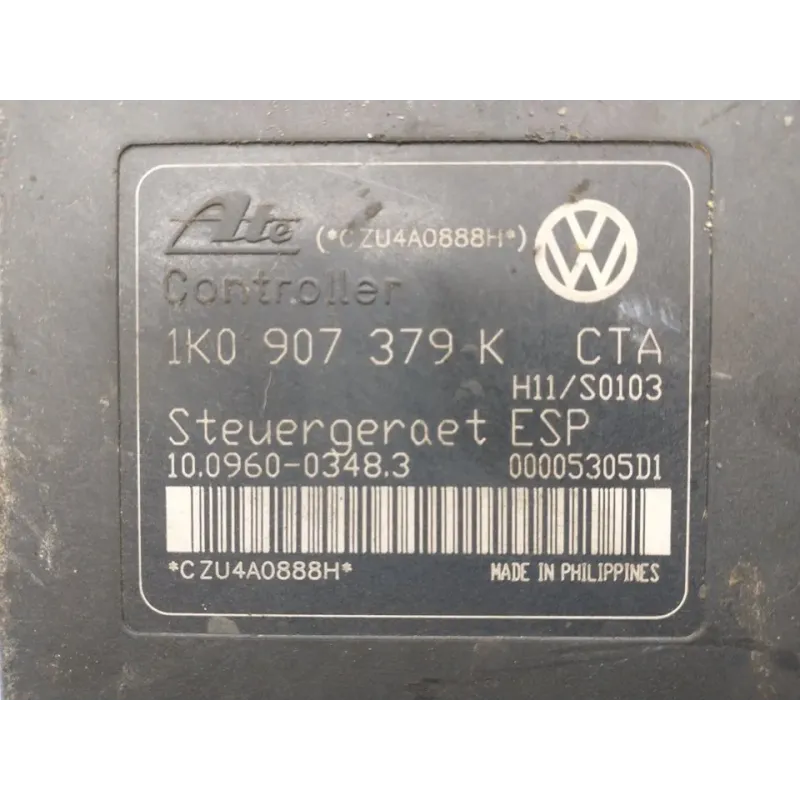 Ate (*CZU4A0888H*)
Controller
1K0 907 379 K CTA
H11/S0103
Steuergeraet ESP
10.0960-0348.3 00005305D1
*CZU4A0888H* MADE IN PHILIPPINES